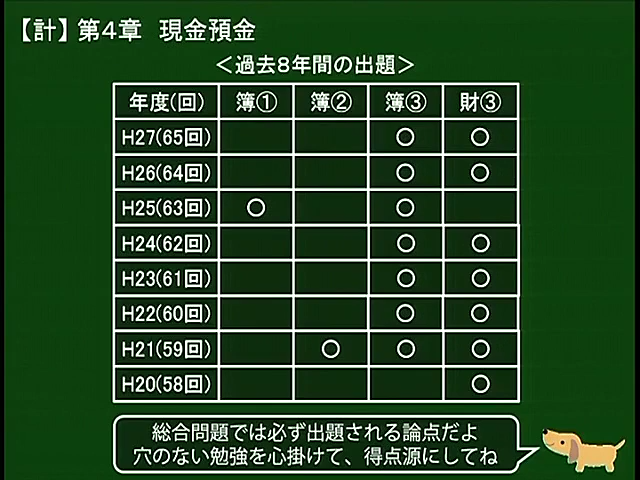 【計】第4章 現金預金
＜過去8年間の出題＞
年度(回) 簿① 簿② 簿③ 財③
H27(65回) ○ ○
H26(64回) ○ ○
H25(63回) ○ ○
H24(62回) ○ ○
H23(61回) ○ ○
H22(60回) ○ ○
H21(59回) ○ ○ ○
H20(58回) ○
総合問題では必ず出題される論点だよ
穴のない勉強を心掛けて、得点源にしてね